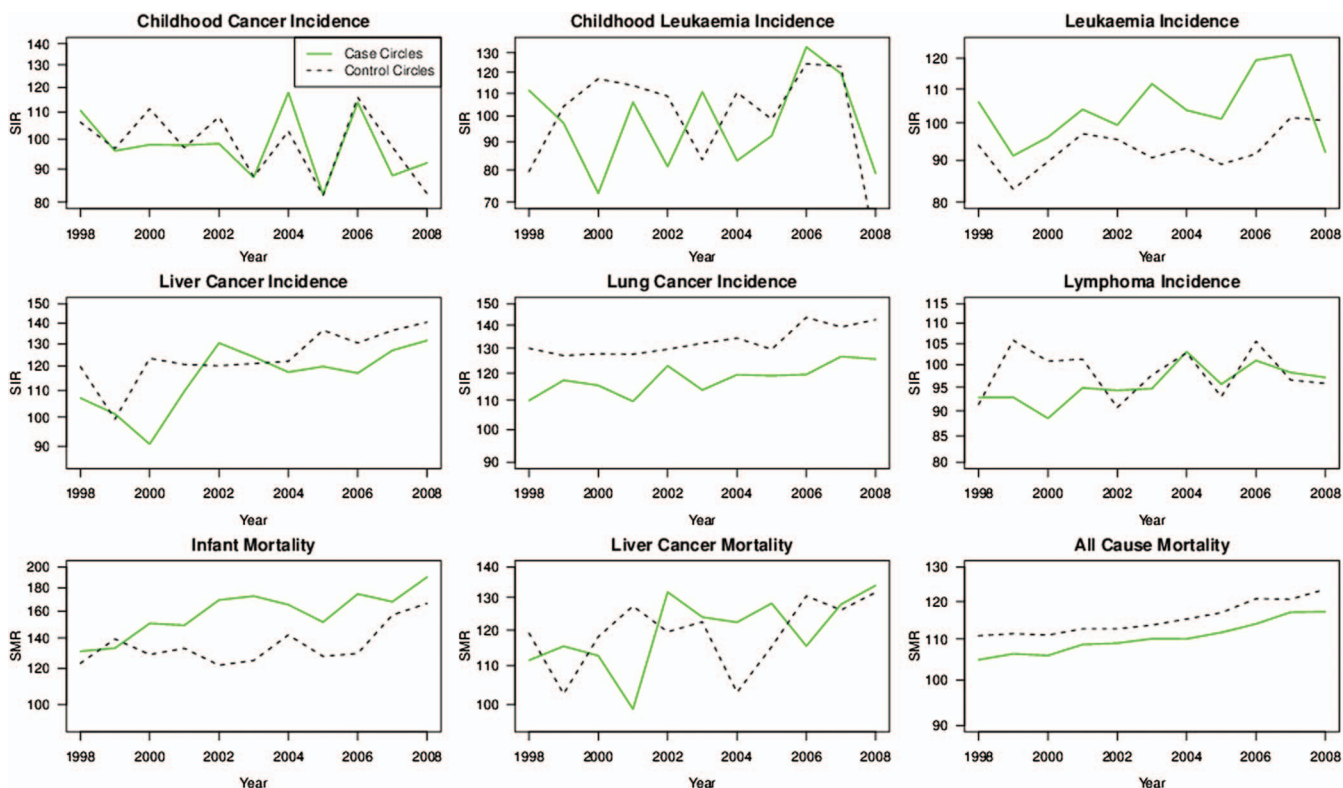 Childhood Cancer Incidence
SIR
140
130
120
110
100
90
80
Case Circles
Control Circles
1998 2000 2002 2004 2006 2008
Year
Childhood Leukaemia Incidence
SIR
130
120
110
100
90
80
70
1998 2000 2002 2004 2006 2008
Year
Leukaemia Incidence
SIR
120
110
100
90
80
1998 2000 2002 2004 2006 2008
Year
Liver Cancer Incidence
SIR
150
140
130
120
110
100
90
1998 2000 2002 2004 2006 2008
Year
Lung Cancer Incidence
SIR
150
140
130
120
110
100
90
1998 2000 2002 2004 2006 2008
Year
Lymphoma Incidence
SIR
115
110
105
100
95
90
85
80
1998 2000 2002 2004 2006 2008
Year
Infant Mortality
SMR
200
180
160
140
120
100
1998 2000 2002 2004 2006 2008
Year
Liver Cancer Mortality
SMR
140
130
120
110
100
1998 2000 2002 2004 2006 2008
Year
All Cause Mortality
SMR
130
120
110
100
90
1998 2000 2002 2004 2006 2008
Year